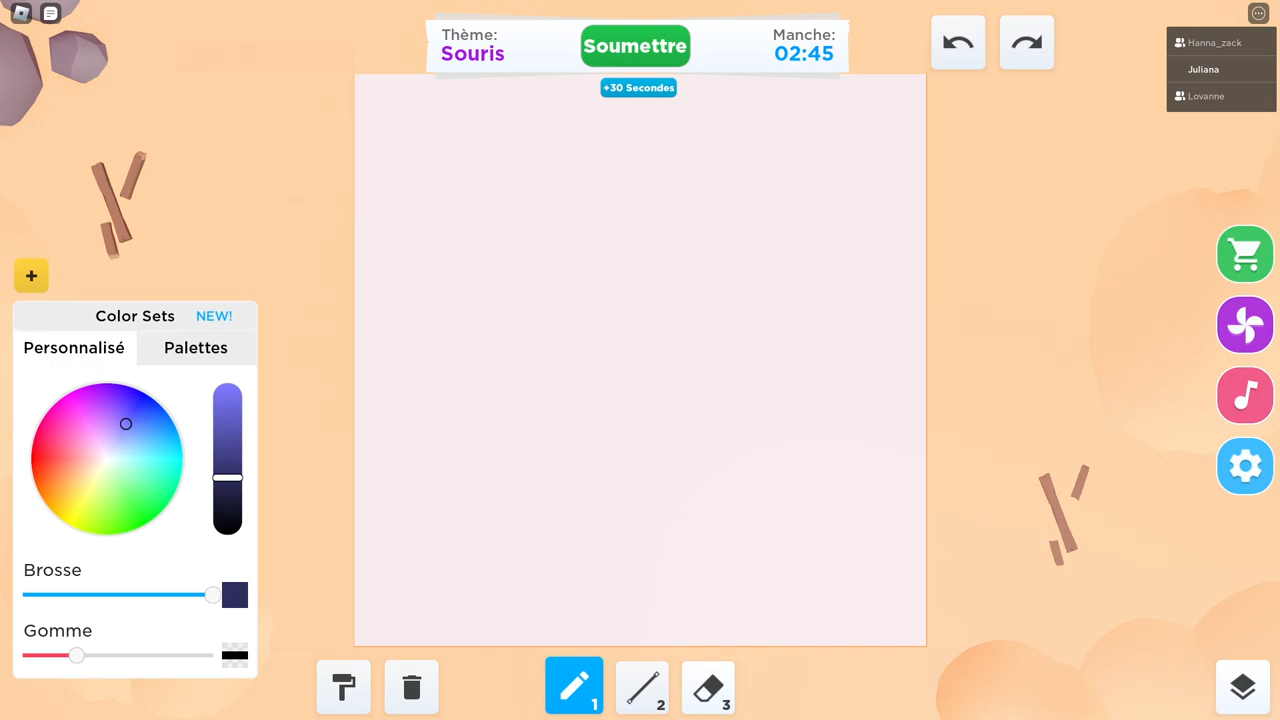 Thème:
Souris
Soumettre
Manche:
02:45
+30 Secondes
Hanna_zack
Juliana
Lovanne
+
Color Sets NEW!
Personnalisé
Palettes
Brosse
Gomme
1
2
3